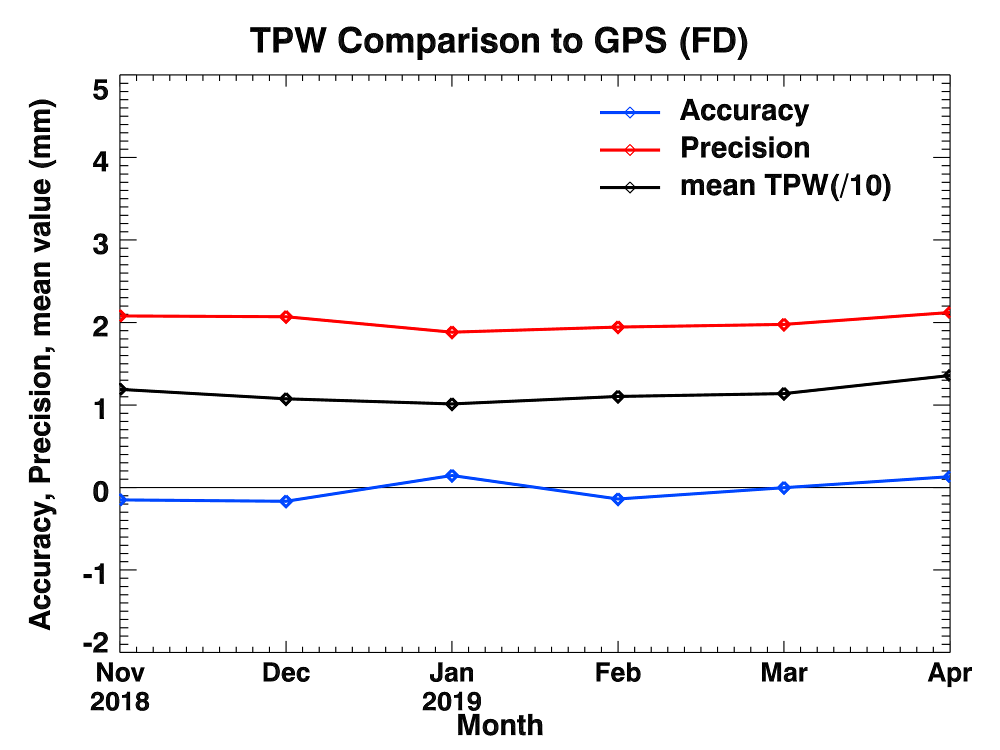 TPW Comparison to GPS (FD)
Accuracy, Precision, mean value (mm)
5
4
3
2
1
0
-1
-2
Accuracy
Precision
mean TPW(/10)
Nov Dec Jan Feb Mar Apr
2018 2019
Month